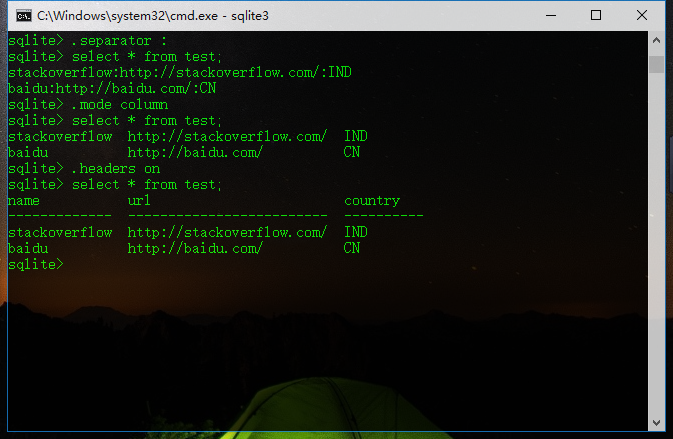 C:\Windows\system32\cmd.exe - sqlite3
sqlite> .separator :
sqlite> select * from test;
stackoverflow:http://stackoverflow.com/:IND
baidu:http://baidu.com/:CN
sqlite> .mode column
sqlite> select * from test;
stackoverflow  http://stackoverflow.com/  IND
baidu          http://baidu.com/          CN
sqlite> .headers on
sqlite> select * from test;
name           url                        country
-------------  -------------------------  ----------
stackoverflow  http://stackoverflow.com/  IND
baidu          http://baidu.com/          CN
sqlite>